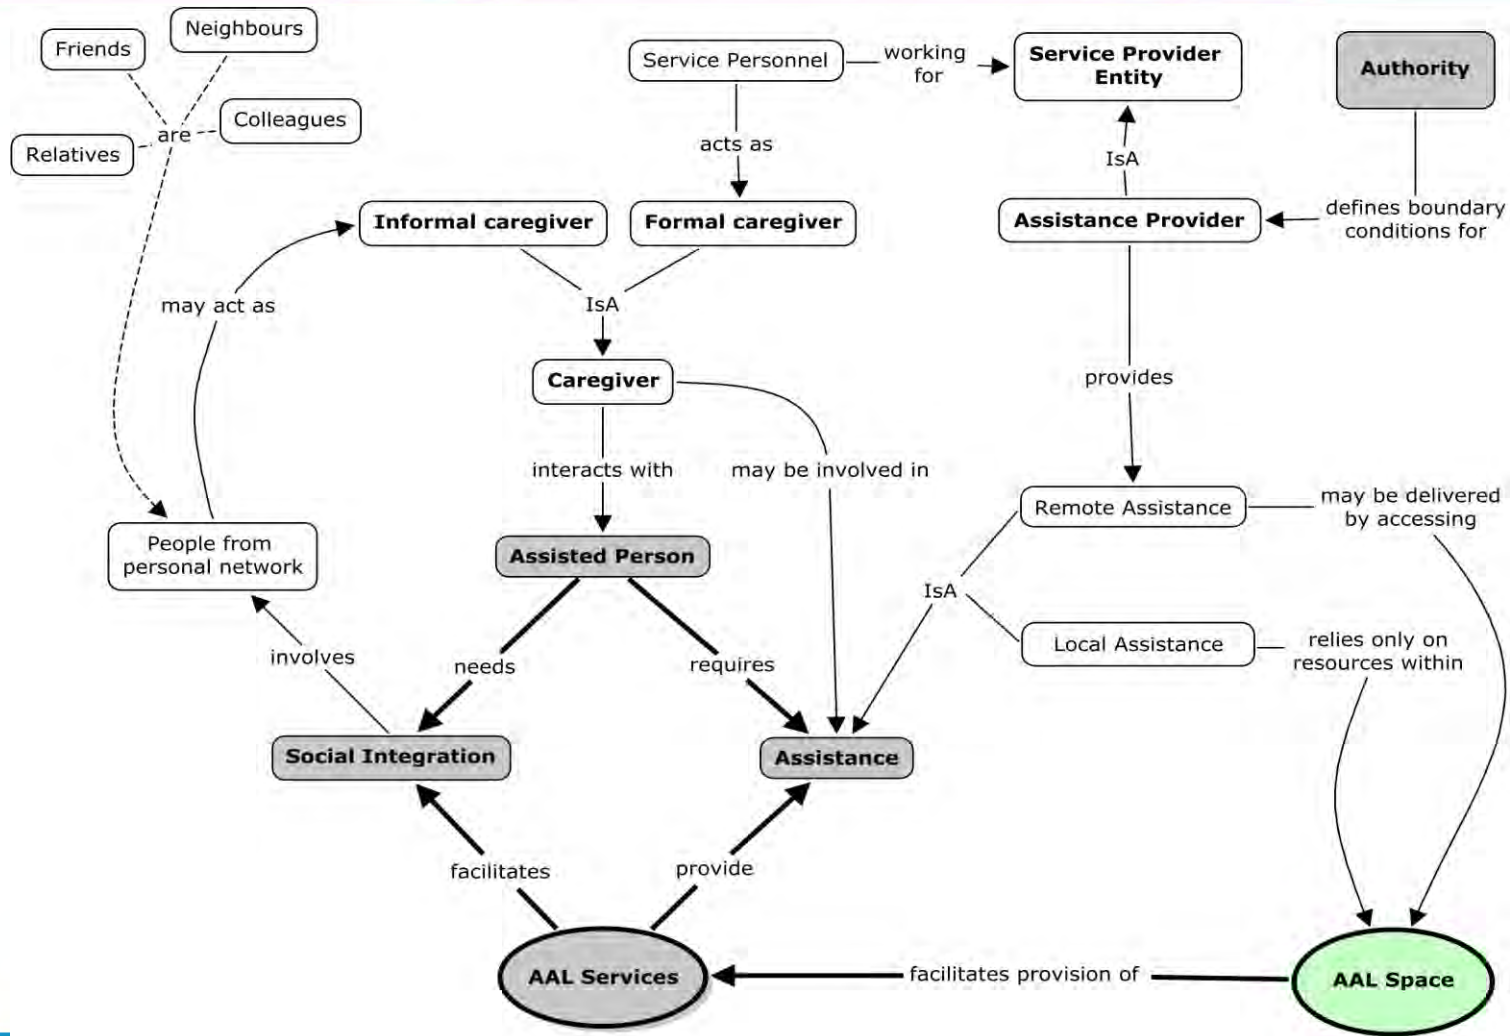 Neighbours
Friends
Colleagues
are
Relatives
Service Personnel
working
for
Service Provider
Entity
Authority
acts as
IsA
Informal caregiver
Formal caregiver
Assistance Provider
defines boundary
conditions for
may act as
IsA
Caregiver
provides
interacts with
may be involved in
Remote Assistance
may be delivered
by accessing
People from
personal network
Assisted Person
IsA
Local Assistance
relies only on
resources within
involves
needs
requires
Social Integration
Assistance
facilitates
provide
AAL Services
facilitates provision of
AAL Space